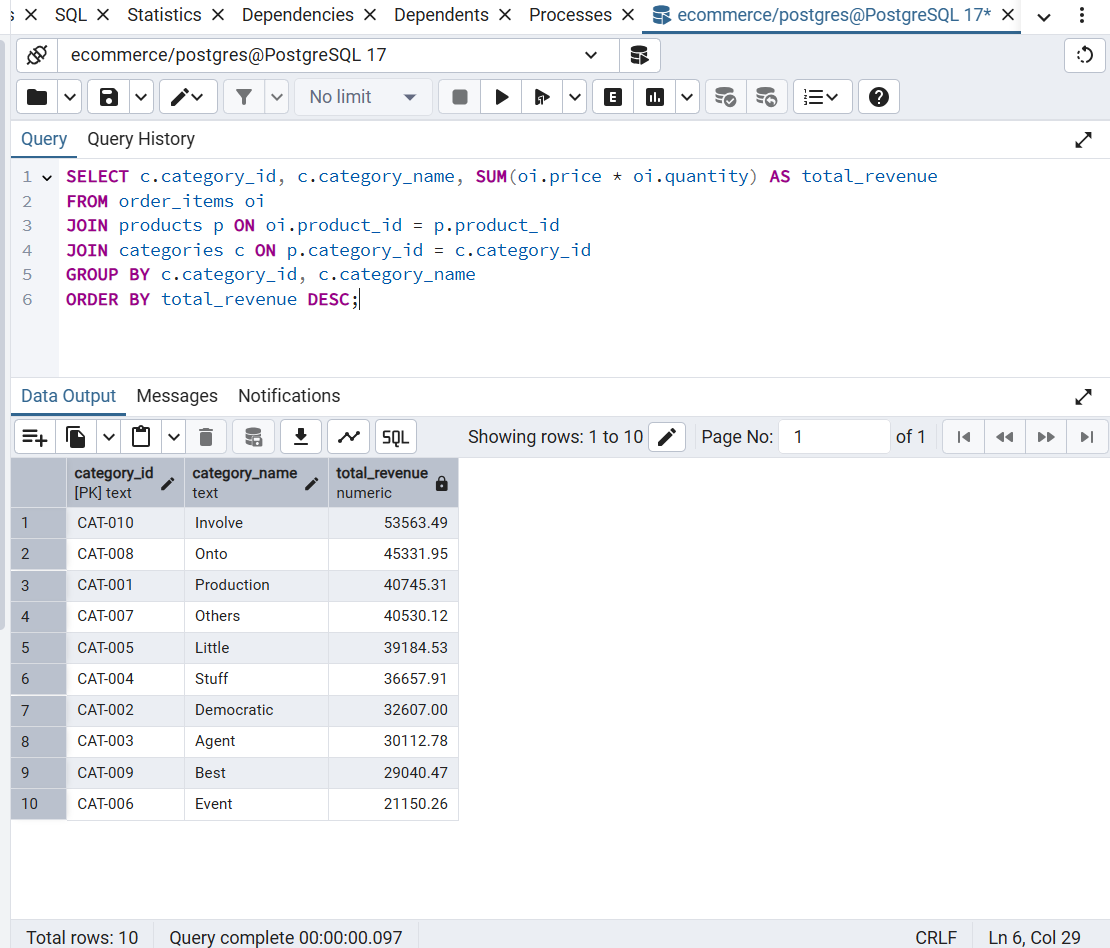 SQL Statistics Dependencies Dependents Processes ecommerce/postgres@PostgreSQL 17*
ecommerce/postgres@PostgreSQL 17
No limit
E
Query Query History
1 SELECT c.category_id, c.category_name, SUM(oi.price * oi.quantity) AS total_revenue
2 FROM order_items oi
3 JOIN products p ON oi.product_id = p.product_id
4 JOIN categories c ON p.category_id = c.category_id
5 GROUP BY c.category_id, c.category_name
6 ORDER BY total_revenue DESC;
Data Output Messages Notifications
SQL Showing rows: 1 to 10 Page No: 1 of 1
category_id category_name total_revenue
[PK] text text numeric
1 CAT-010 Involve 53563.49
2 CAT-008 Onto 45331.95
3 CAT-001 Production 40745.31
4 CAT-007 Others 40530.12
5 CAT-005 Little 39184.53
6 CAT-004 Stuff 36657.91
7 CAT-002 Democratic 32607.00
8 CAT-003 Agent 30112.78
9 CAT-009 Best 29040.47
10 CAT-006 Event 21150.26
Total rows: 10 Query complete 00:00:00.097 CRLF Ln 6, Col 29